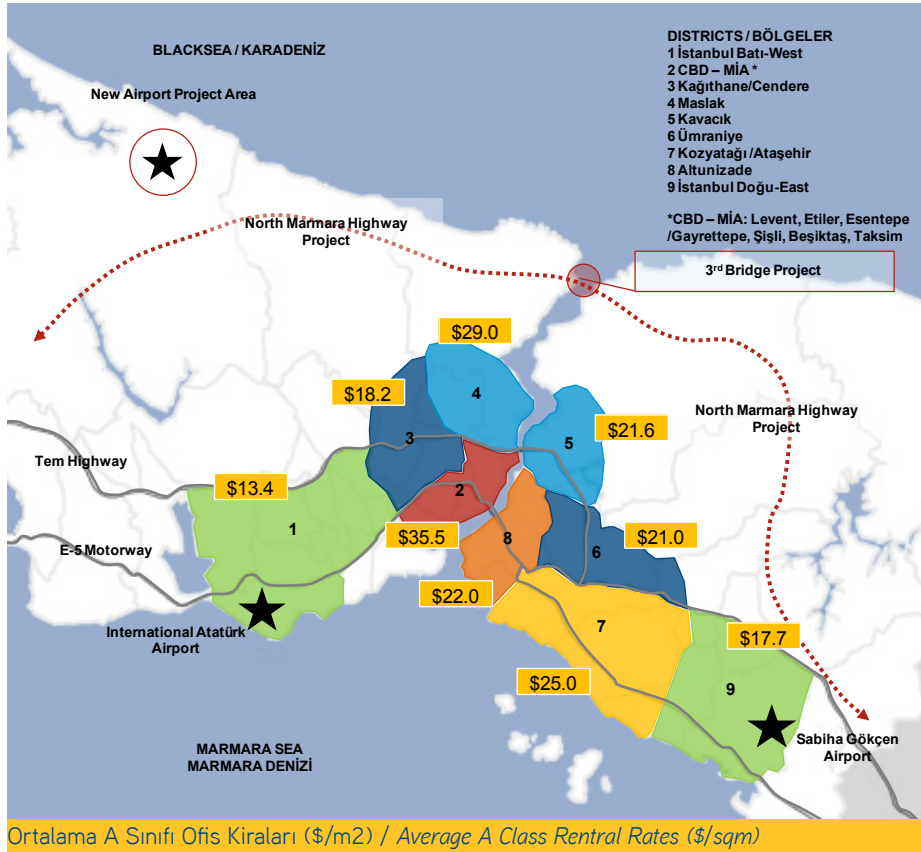 BLACKSEA / KARADENİZ
New Airport Project Area
DISTRICTS / BÖLGELER
1 İstanbul Batı-West
2 CBD – MİA *
3 Kağıthane/Cendere
4 Maslak
5 Kavacık
6 Ümraniye
7 Kozyatağı /Ataşehir
8 Altunizade
9 İstanbul Doğu-East
*CBD – MİA: Levent, Etiler, Esentepe
/Gayrettepe, Şişli, Beşiktaş, Taksim
North Marmara Highway
Project
3rd Bridge Project
$29.0
4
$18.2
3
5
$21.6
North Marmara Highway
Project
Tem Highway
$13.4
1
2
$35.5
E-5 Motorway
8
6
$21.0
$22.0
International Atatürk
Airport
7
$25.0
$17.7
9
Sabiha Gökçen
Airport
MARMARA SEA
MARMARA DENİZİ
Ortalama A Sınıfı Ofis Kiraları ($/m2) / Average A Class Rentral Rates ($/sqm)